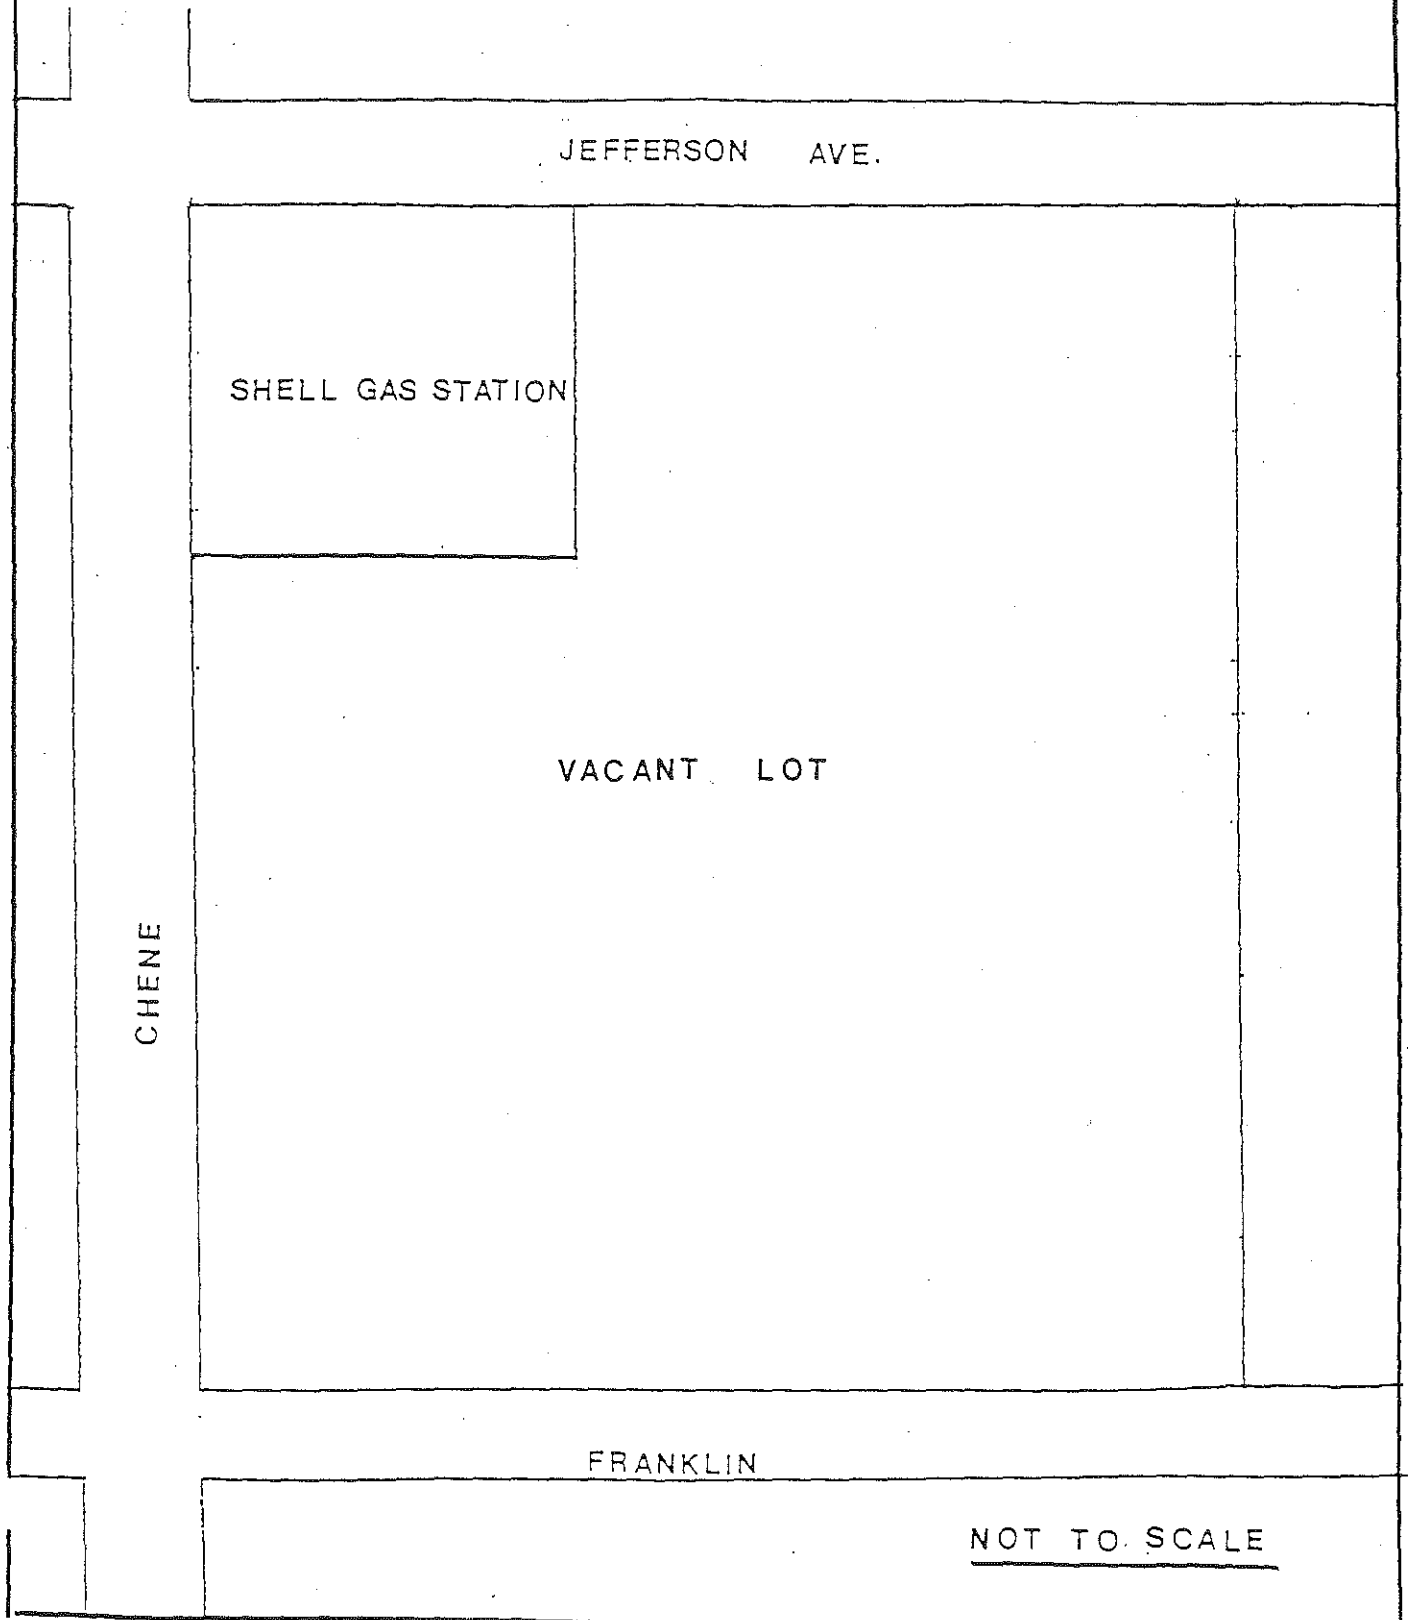 JEFFERSON AVE.
SHELL GAS STATION
VACANT LOT
CHENE
FRANKLIN
NOT TO SCALE